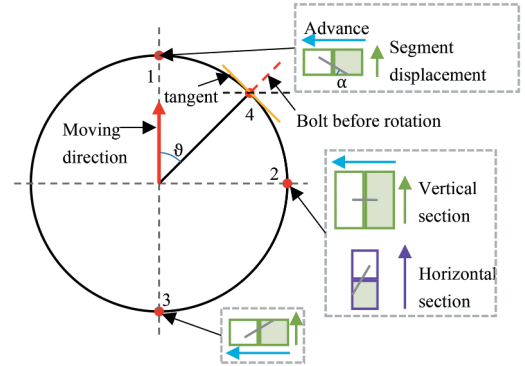 Advance
Segment
displacement
α
1
tangent
4
Bolt before rotation
Moving
direction
ϑ
2
Vertical
section
Horizontal
section
3